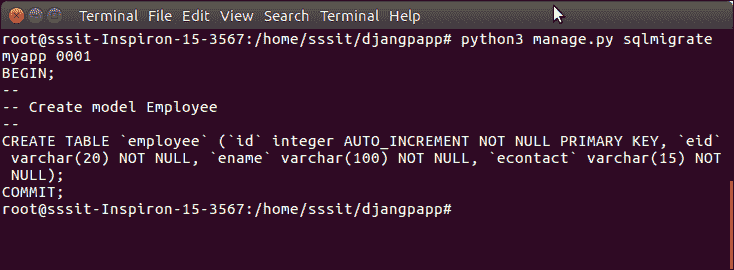 Terminal File Edit View Search Terminal Help
root@sssit-Inspiron-15-3567:/home/sssit/djangpapp# python3 manage.py sqlmigrate
myapp 0001
BEGIN;
--
-- Create model Employee
--
CREATE TABLE `employee` (`id` integer AUTO_INCREMENT NOT NULL PRIMARY KEY, `eid`
 varchar(20) NOT NULL, `ename` varchar(100) NOT NULL, `econtact` varchar(15) NOT
 NULL);
COMMIT;
root@sssit-Inspiron-15-3567:/home/sssit/djangpapp#